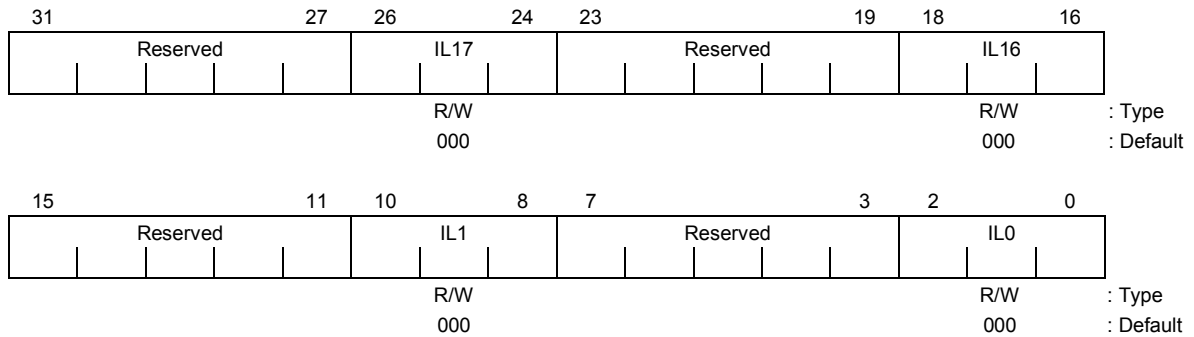 31 27 26 24 23 19 18 16
Reserved IL17 Reserved IL16
R/W R/W : Type
000 000 : Default
15 11 10 8 7 3 2 0
Reserved IL1 Reserved IL0
R/W R/W : Type
000 000 : Default